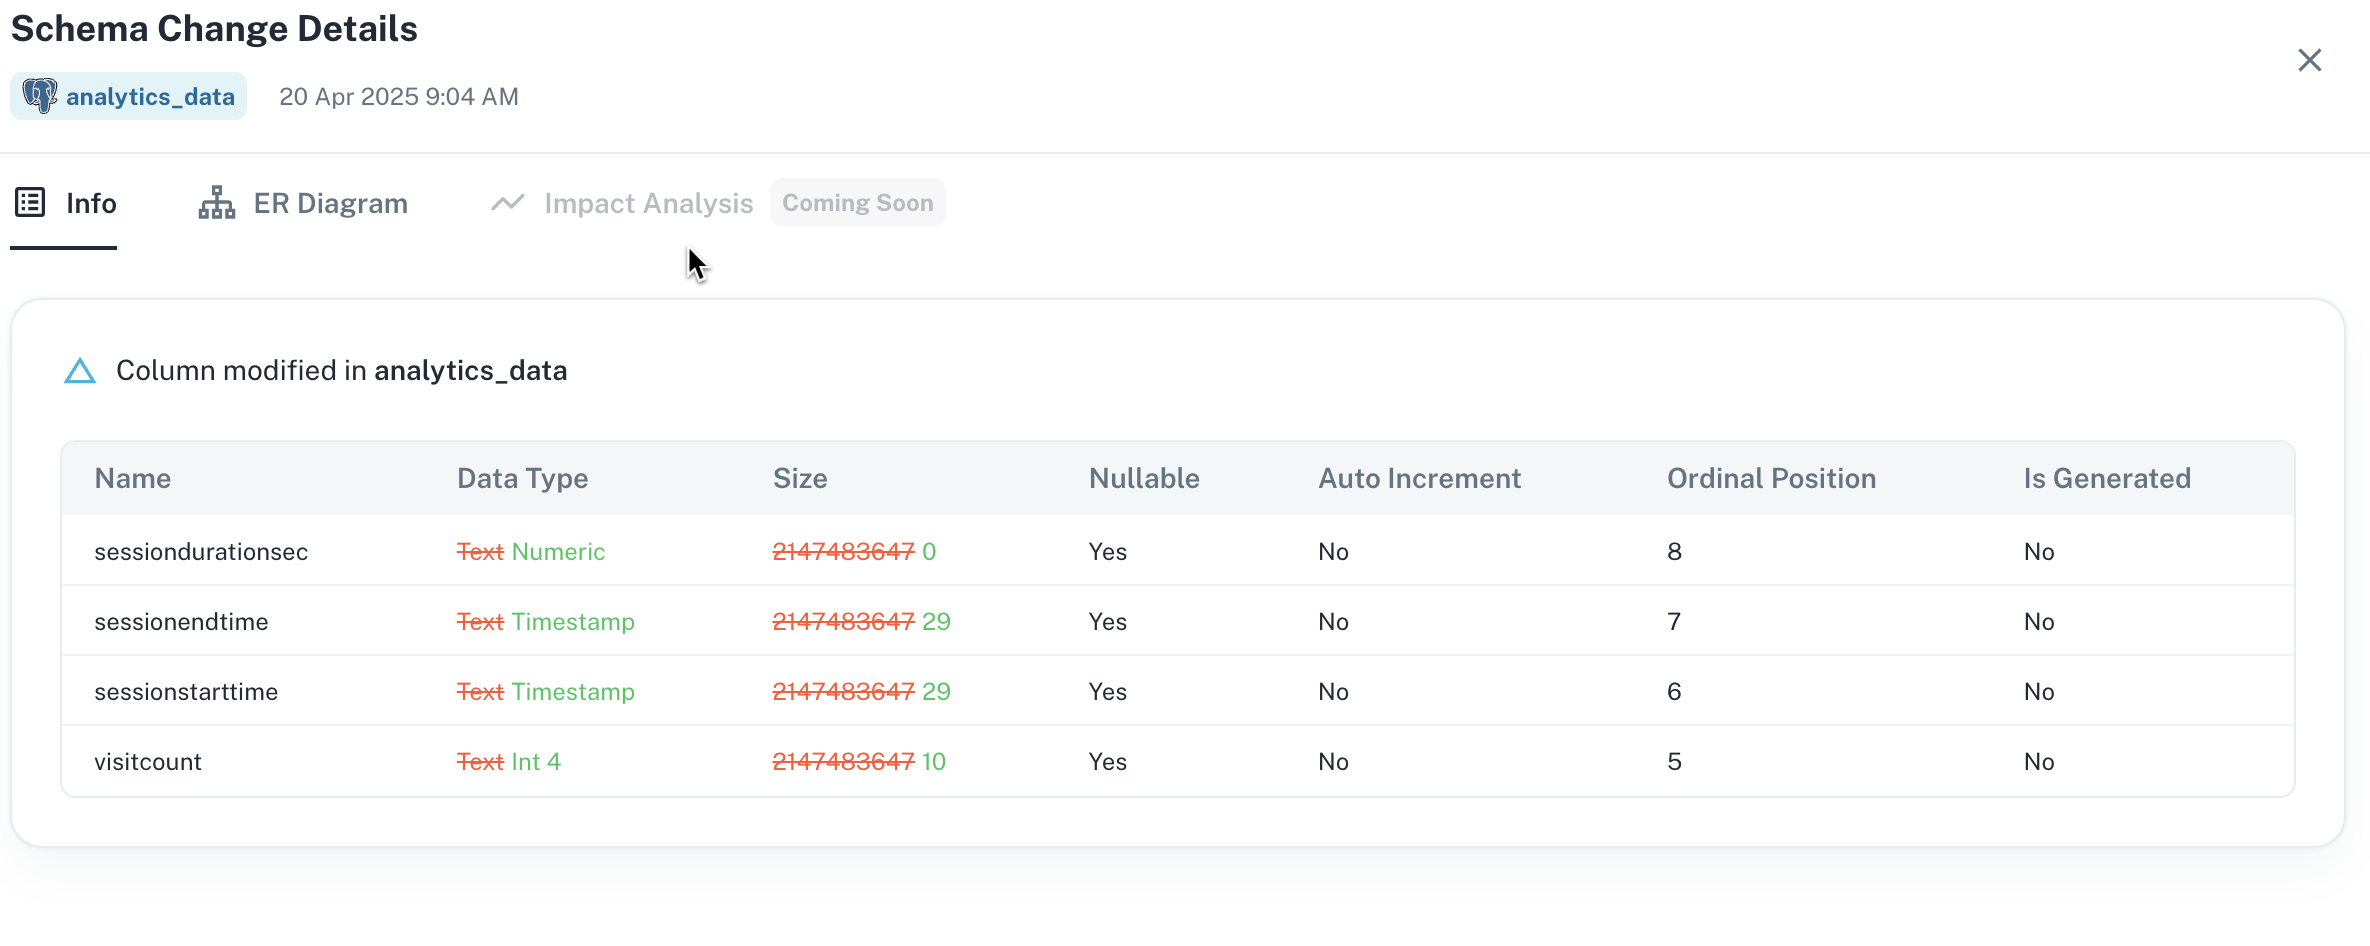 Schema Change Details
analytics_data 20 Apr 2025 9:04 AM
Info ER Diagram Impact Analysis Coming Soon
Column modified in analytics_data
Name Data Type Size Nullable Auto Increment Ordinal Position Is Generated
sessiondurationsec Text Numeric 2147483647 0 Yes No 8 No
sessionendtime Text Timestamp 2147483647 29 Yes No 7 No
sessionstarttime Text Timestamp 2147483647 29 Yes No 6 No
visitcount Text Int 4 2147483647 10 Yes No 5 No